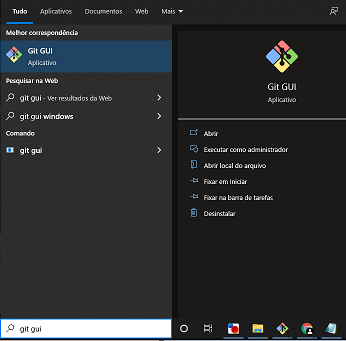 Tudo Aplicativos Documentos Web Mais
Melhor correspondência
Git GUI
Aplicativo
Pesquisar na Web
git gui - Ver resultados da Web
git gui windows
Comando
git gui
Git GUI
Aplicativo
Abrir
Executar como administrador
Abrir local do arquivo
Fixar em Iniciar
Fixar na barra de tarefas
Desinstalar
git gui